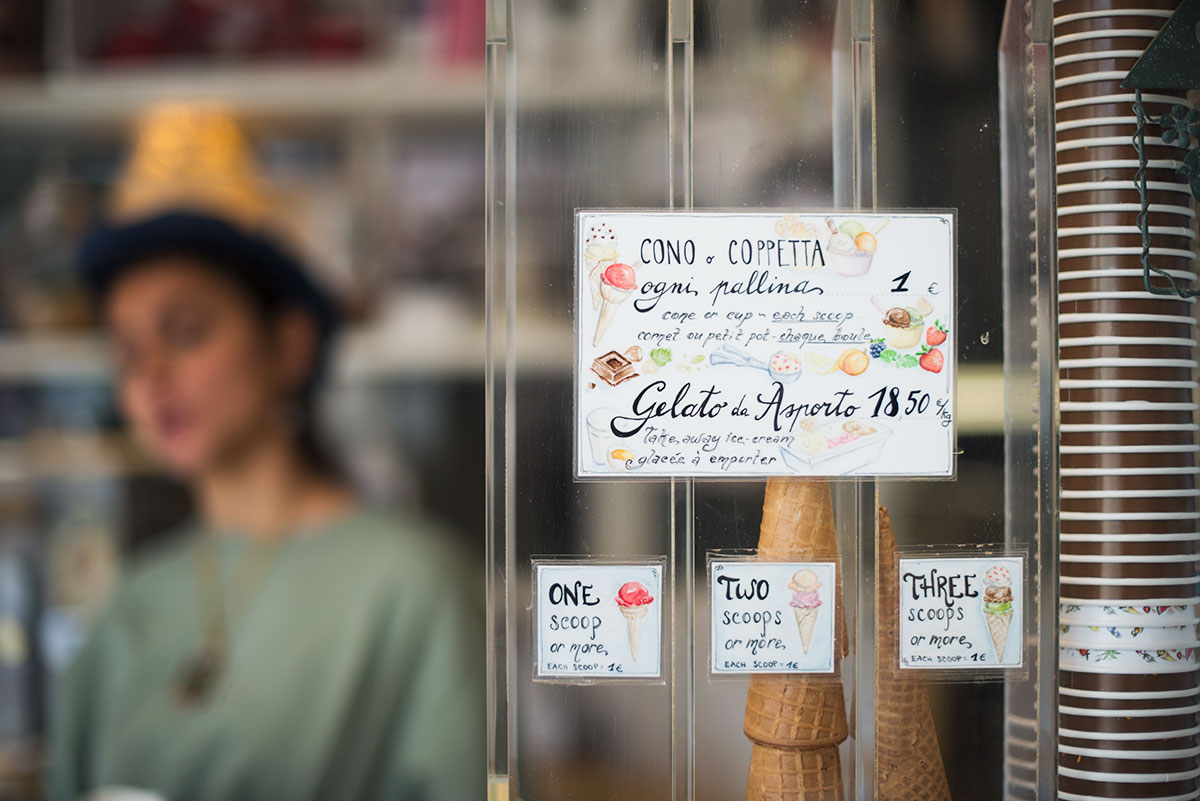 CONO o COPPETTA
ogni pallina 1 €
cone or cup - each scoop
cornet ou petit pot - chaque boule
Gelato da Asporto 18,50 €/kg
Take away ice-cream
glacée à emporter
ONE
scoop
or more
EACH SCOOP = 1€
TWO
scoops
or more
EACH SCOOP = 1€
THREE
scoops
or more
EACH SCOOP = 1€